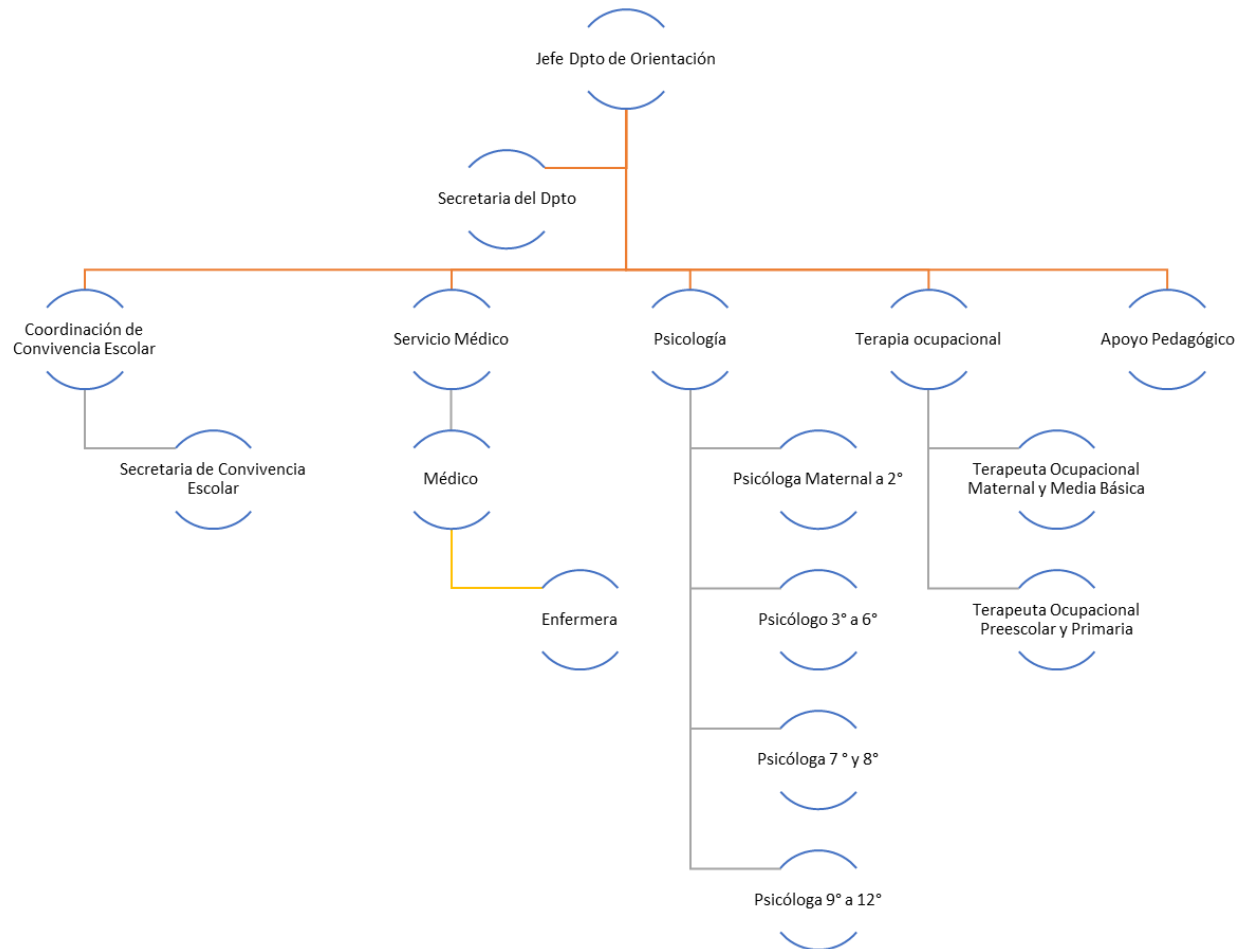 Jefe Dpto de Orientación
Secretaria del Dpto
Coordinación de
Convivencia Escolar
Servicio Médico
Psicología
Terapia ocupacional
Apoyo Pedagógico
Secretaria de Convivencia
Escolar
Médico
Psicóloga Maternal a 2°
Terapeuta Ocupacional
Maternal y Media Básica
Enfermera
Psicólogo 3° a 6°
Terapeuta Ocupacional
Preescolar y Primaria
Psicóloga 7 ° y 8°
Psicóloga 9° a 12°